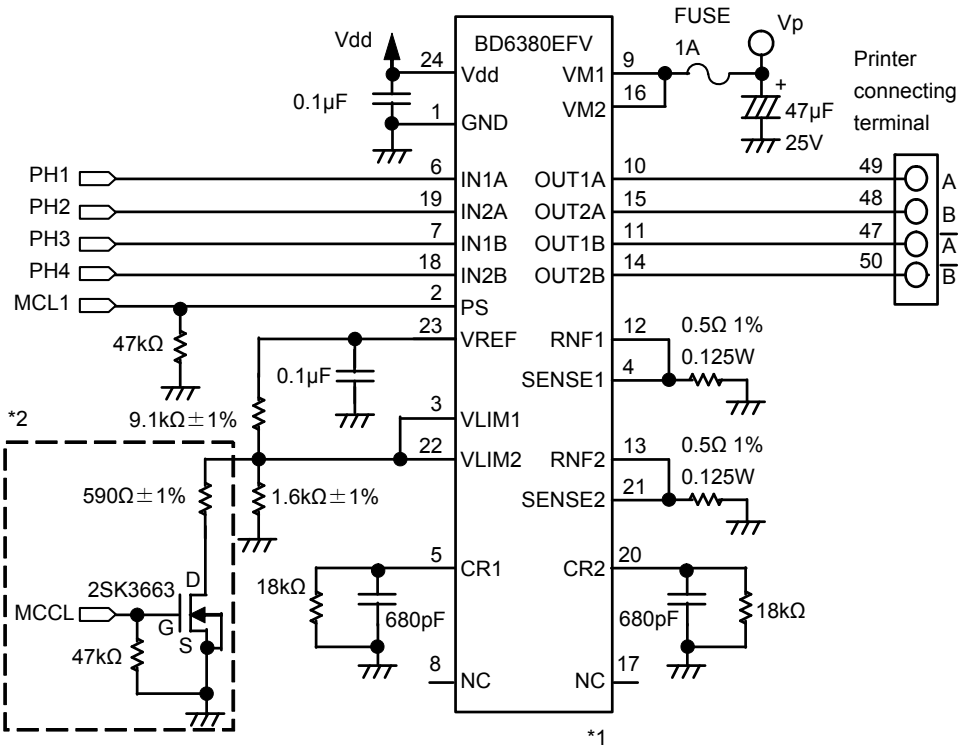 FUSE
Vp
Vdd
BD6380EFV
1A
24
Vdd
VM1
9
Printer
connecting
terminal
0.1µF
VM2
16
+
47µF
25V
1
GND
PH1
6
IN1A
OUT1A
10
49
A
PH2
19
IN2A
OUT2A
15
48
B
PH3
7
IN1B
OUT1B
11
47
A̅
PH4
18
IN2B
OUT2B
14
50
B̅
MCL1
2
PS
47kΩ
23
VREF
RNF1
12
0.5Ω 1%
0.125W
0.1µF
SENSE1
4
*2
9.1kΩ±1%
3
VLIM1
22
VLIM2
RNF2
13
0.5Ω 1%
0.125W
590Ω±1%
1.6kΩ±1%
SENSE2
21
5
CR1
CR2
20
2SK3663
D
18kΩ
680pF
680pF
18kΩ
MCCL
G
S
47kΩ
8
NC
NC
17
*1